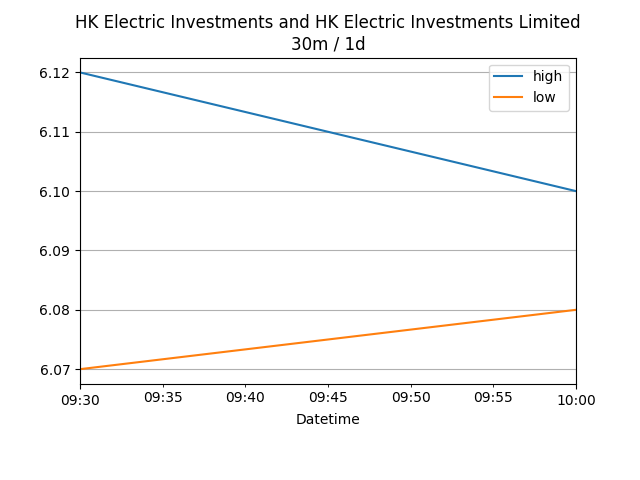 HK Electric Investments and HK Electric Investments Limited
30m / 1d
high
low
6.12
6.11
6.10
6.09
6.08
6.07
09:30 09:35 09:40 09:45 09:50 09:55 10:00
Datetime